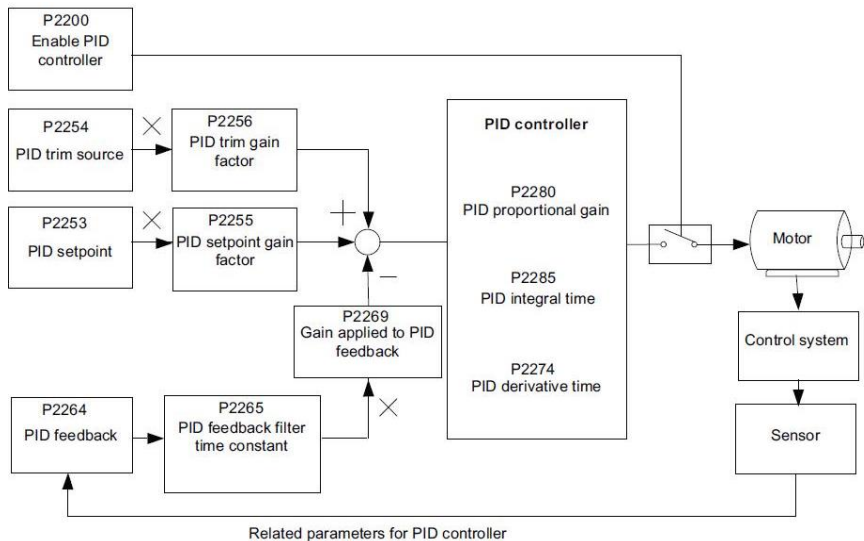 P2200
Enable PID
controller
P2254
PID trim source
P2256
PID trim gain
factor
P2253
PID setpoint
P2255
PID setpoint gain
factor
+
−
P2269
Gain applied to PID
feedback
P2264
PID feedback
P2265
PID feedback filter
time constant
PID controller
P2280
PID proportional gain
P2285
PID integral time
P2274
PID derivative time
Motor
Control system
Sensor
Related parameters for PID controller